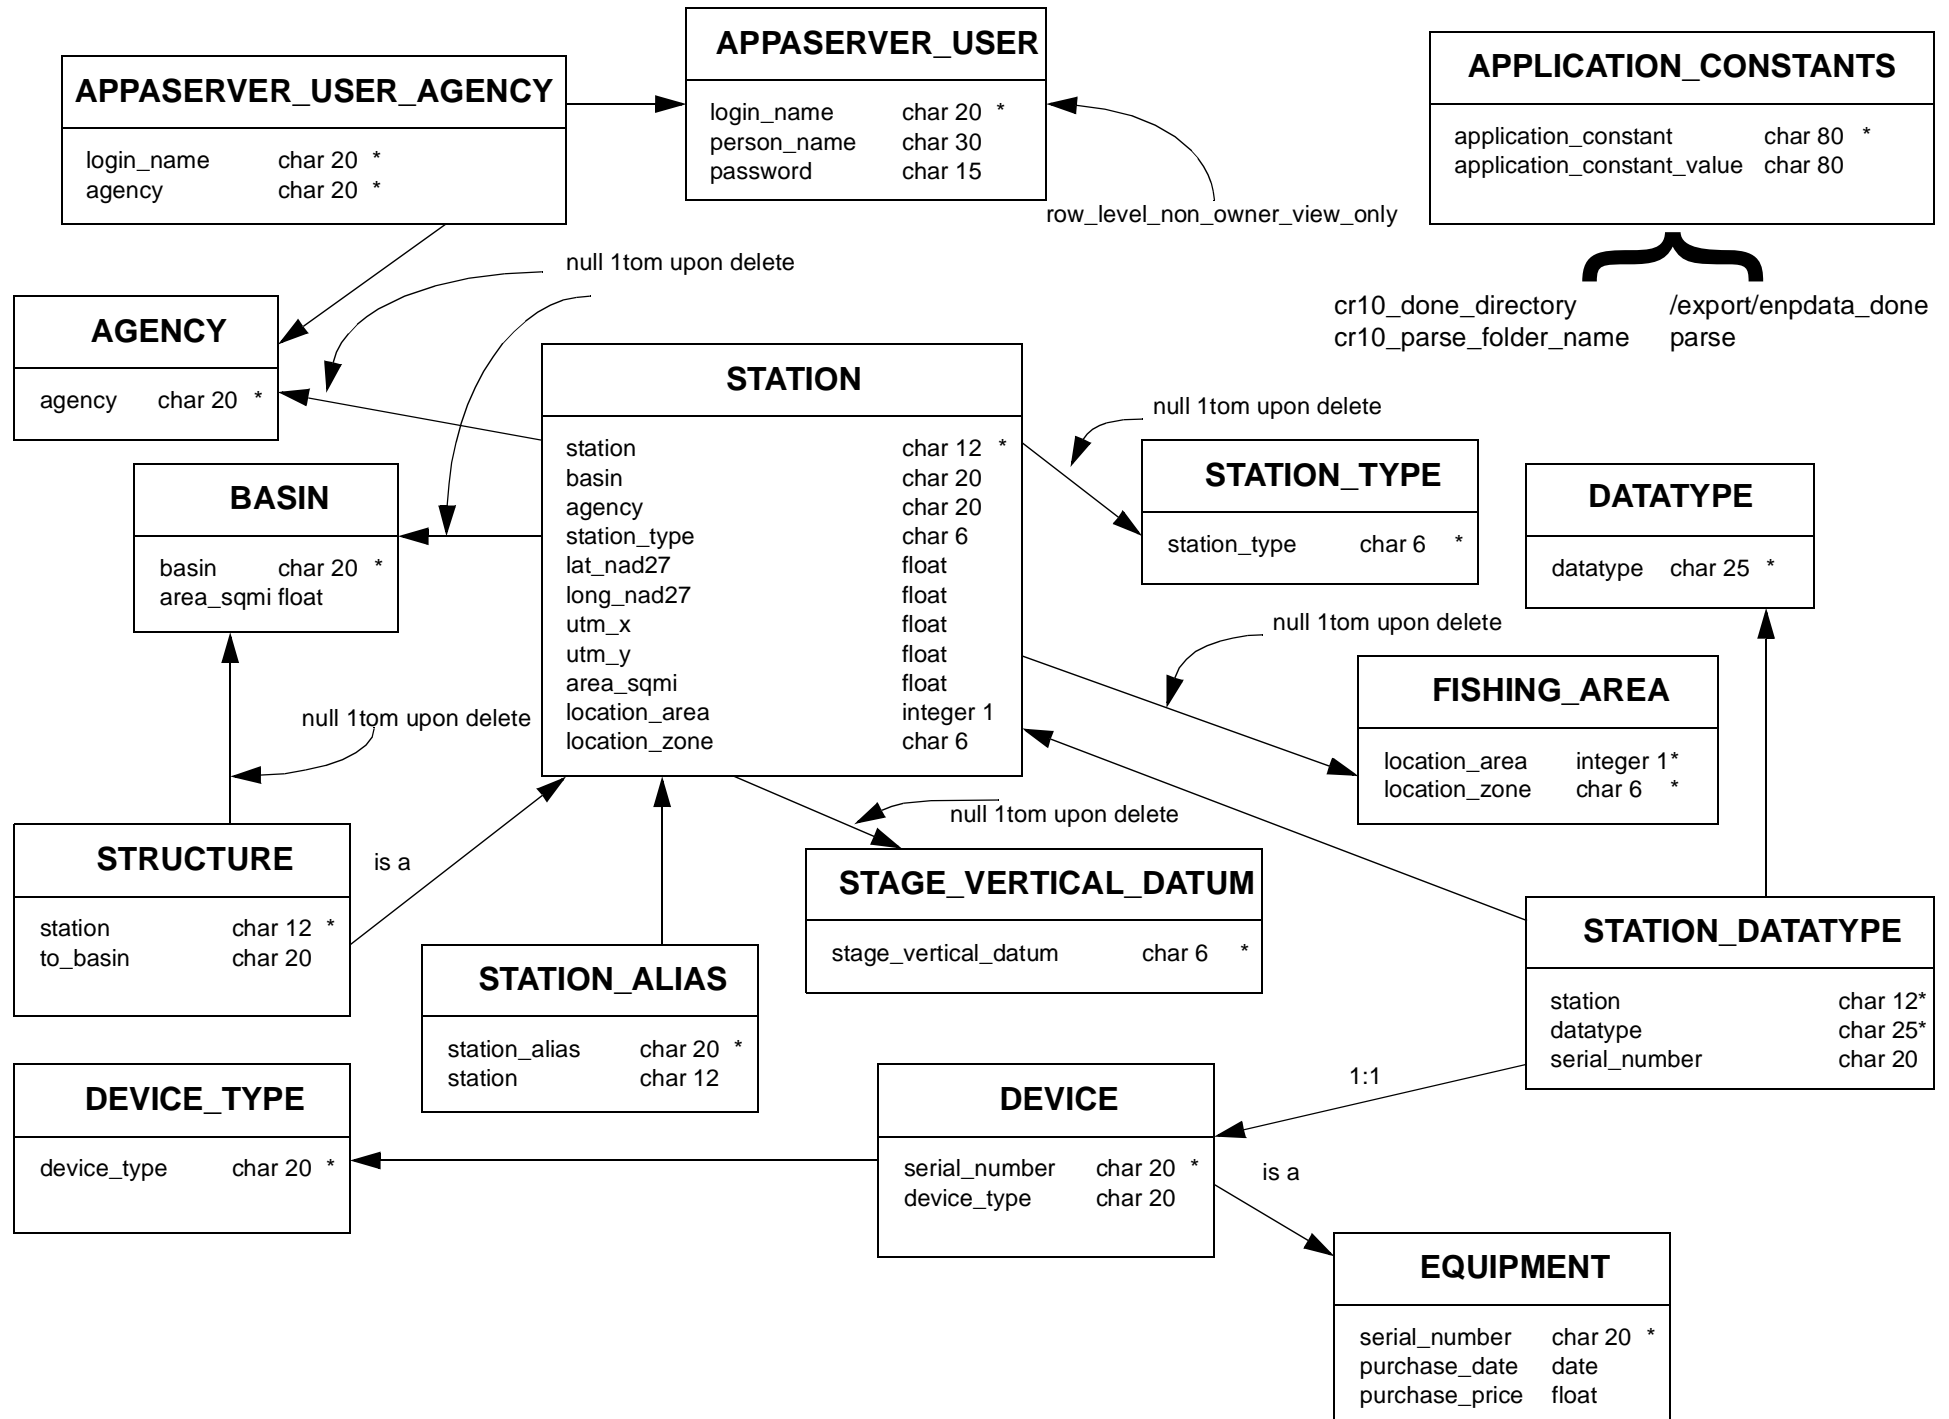 APPASERVER_USER_AGENCY
login_name char 20 *
agency char 20 *
APPASERVER_USER
login_name char 20 *
person_name char 30
password char 15
row_level_non_owner_view_only
APPLICATION_CONSTANTS
application_constant char 80 *
application_constant_value char 80
cr10_done_directory /export/enpdata_done
cr10_parse_folder_name parse
null 1tom upon delete
AGENCY
agency char 20 *
BASIN
basin char 20 *
area_sqmi float
STATION
station char 12 *
basin char 20
agency char 20
station_type char 6
lat_nad27 float
long_nad27 float
utm_x float
utm_y float
area_sqmi float
location_area integer 1
location_zone char 6
null 1tom upon delete
STATION_TYPE
station_type char 6 *
DATATYPE
datatype char 25 *
null 1tom upon delete
FISHING_AREA
location_area integer 1*
location_zone char 6 *
null 1tom upon delete
STRUCTURE
station char 12 *
to_basin char 20
is a
STATION_ALIAS
station_alias char 20 *
station char 12
null 1tom upon delete
STAGE_VERTICAL_DATUM
stage_vertical_datum char 6 *
STATION_DATATYPE
station char 12*
datatype char 25*
serial_number char 20
1:1
DEVICE_TYPE
device_type char 20 *
DEVICE
serial_number char 20 *
device_type char 20
is a
EQUIPMENT
serial_number char 20 *
purchase_date date
purchase_price float